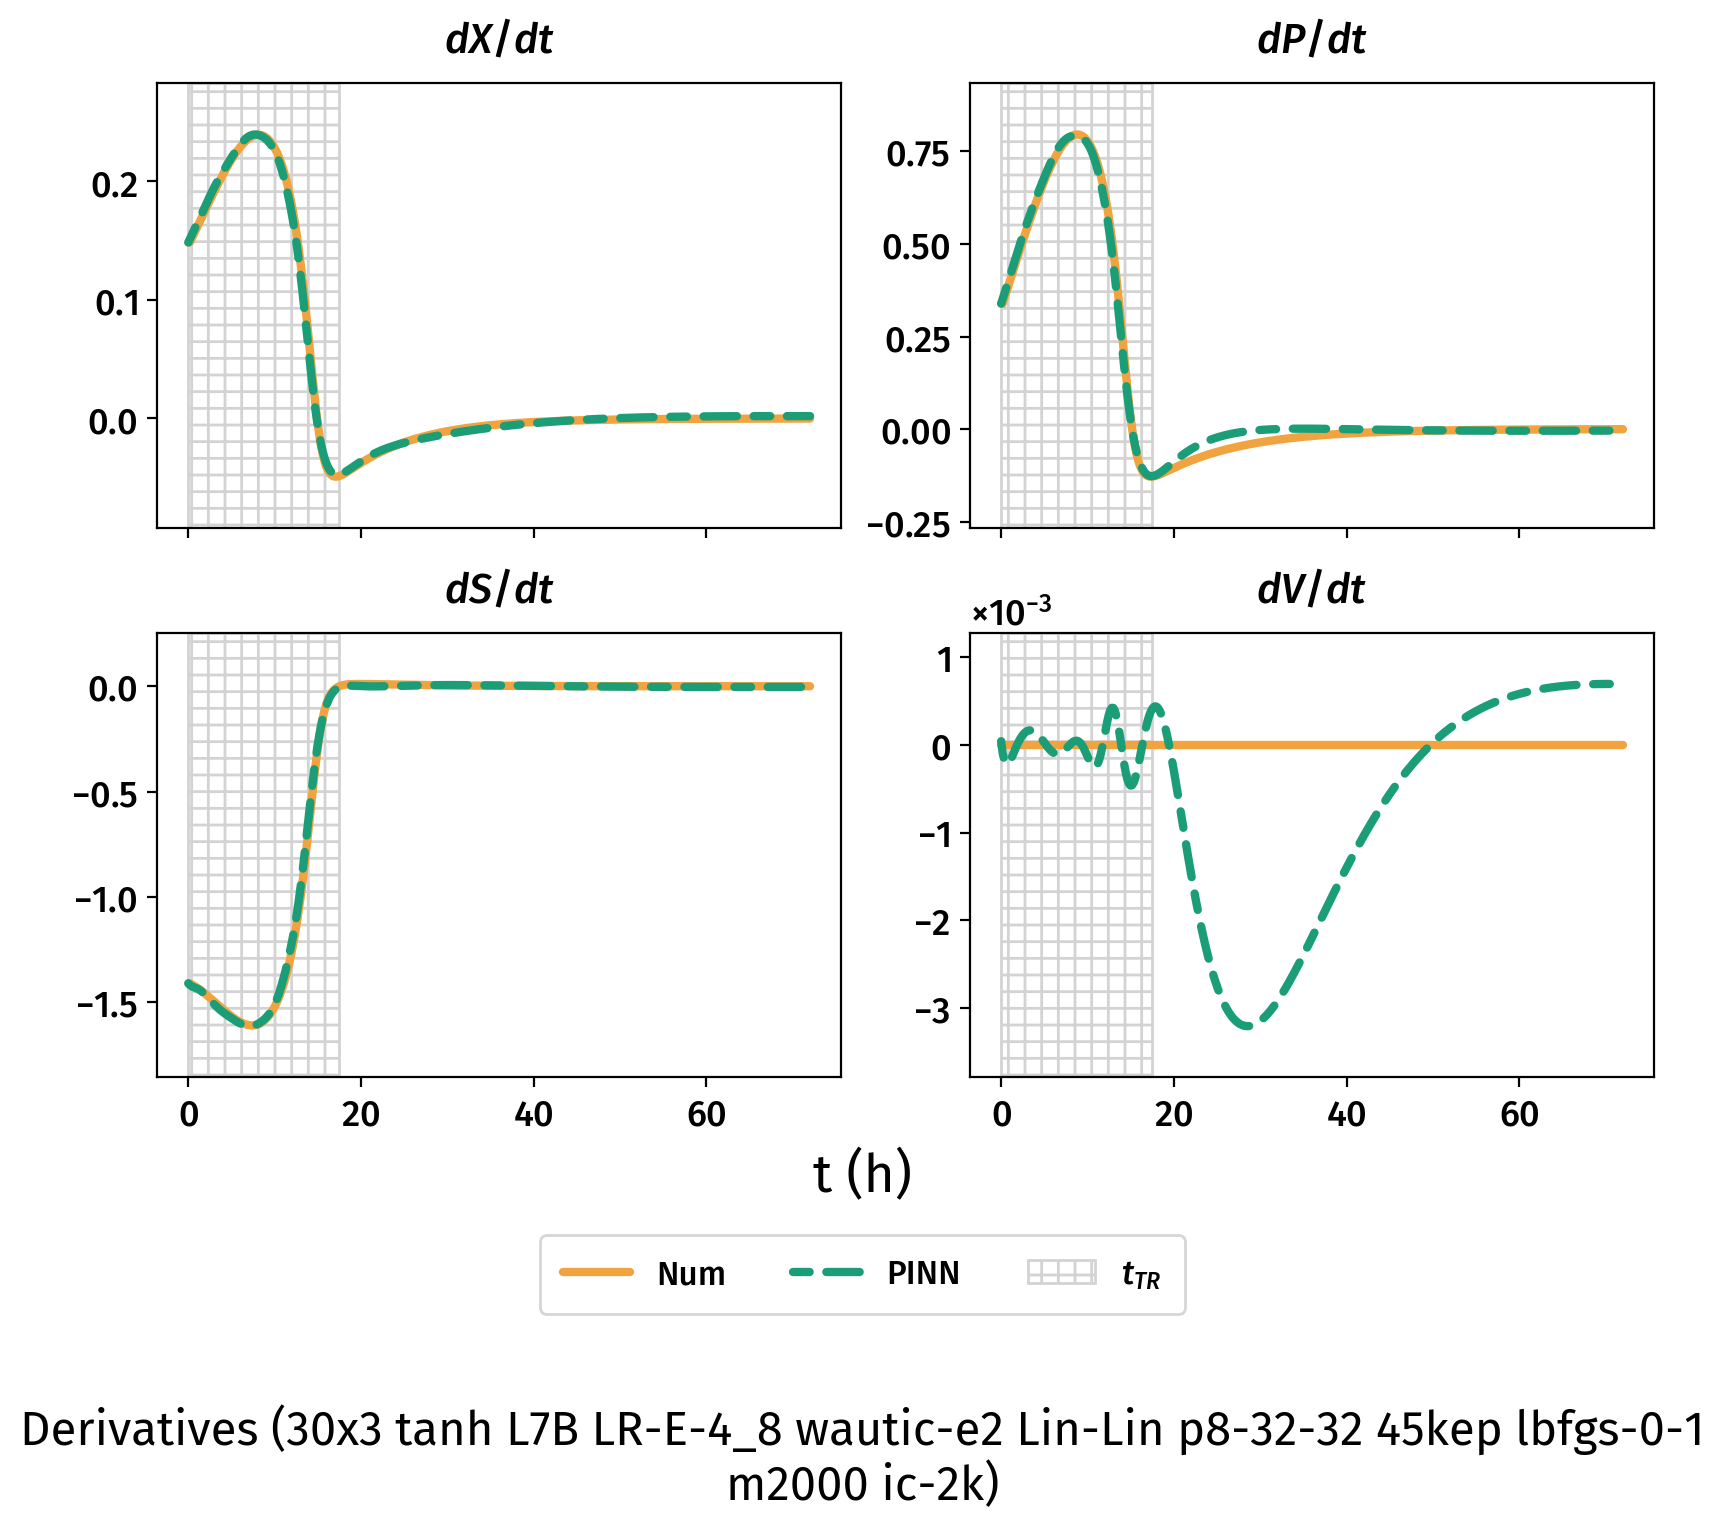 dX/dt
0.2
0.1
0.0
dP/dt
0.75
0.50
0.25
0.00
−0.25
dS/dt
0.0
−0.5
−1.0
−1.5
0 20 40 60
dV/dt
×10⁻³
1
0
−1
−2
−3
0 20 40 60
t (h)
Num PINN t_TR
Derivatives (30x3 tanh L7B LR-E-4_8 wautic-e2 Lin-Lin p8-32-32 45kep lbfgs-0-1
m2000 ic-2k)